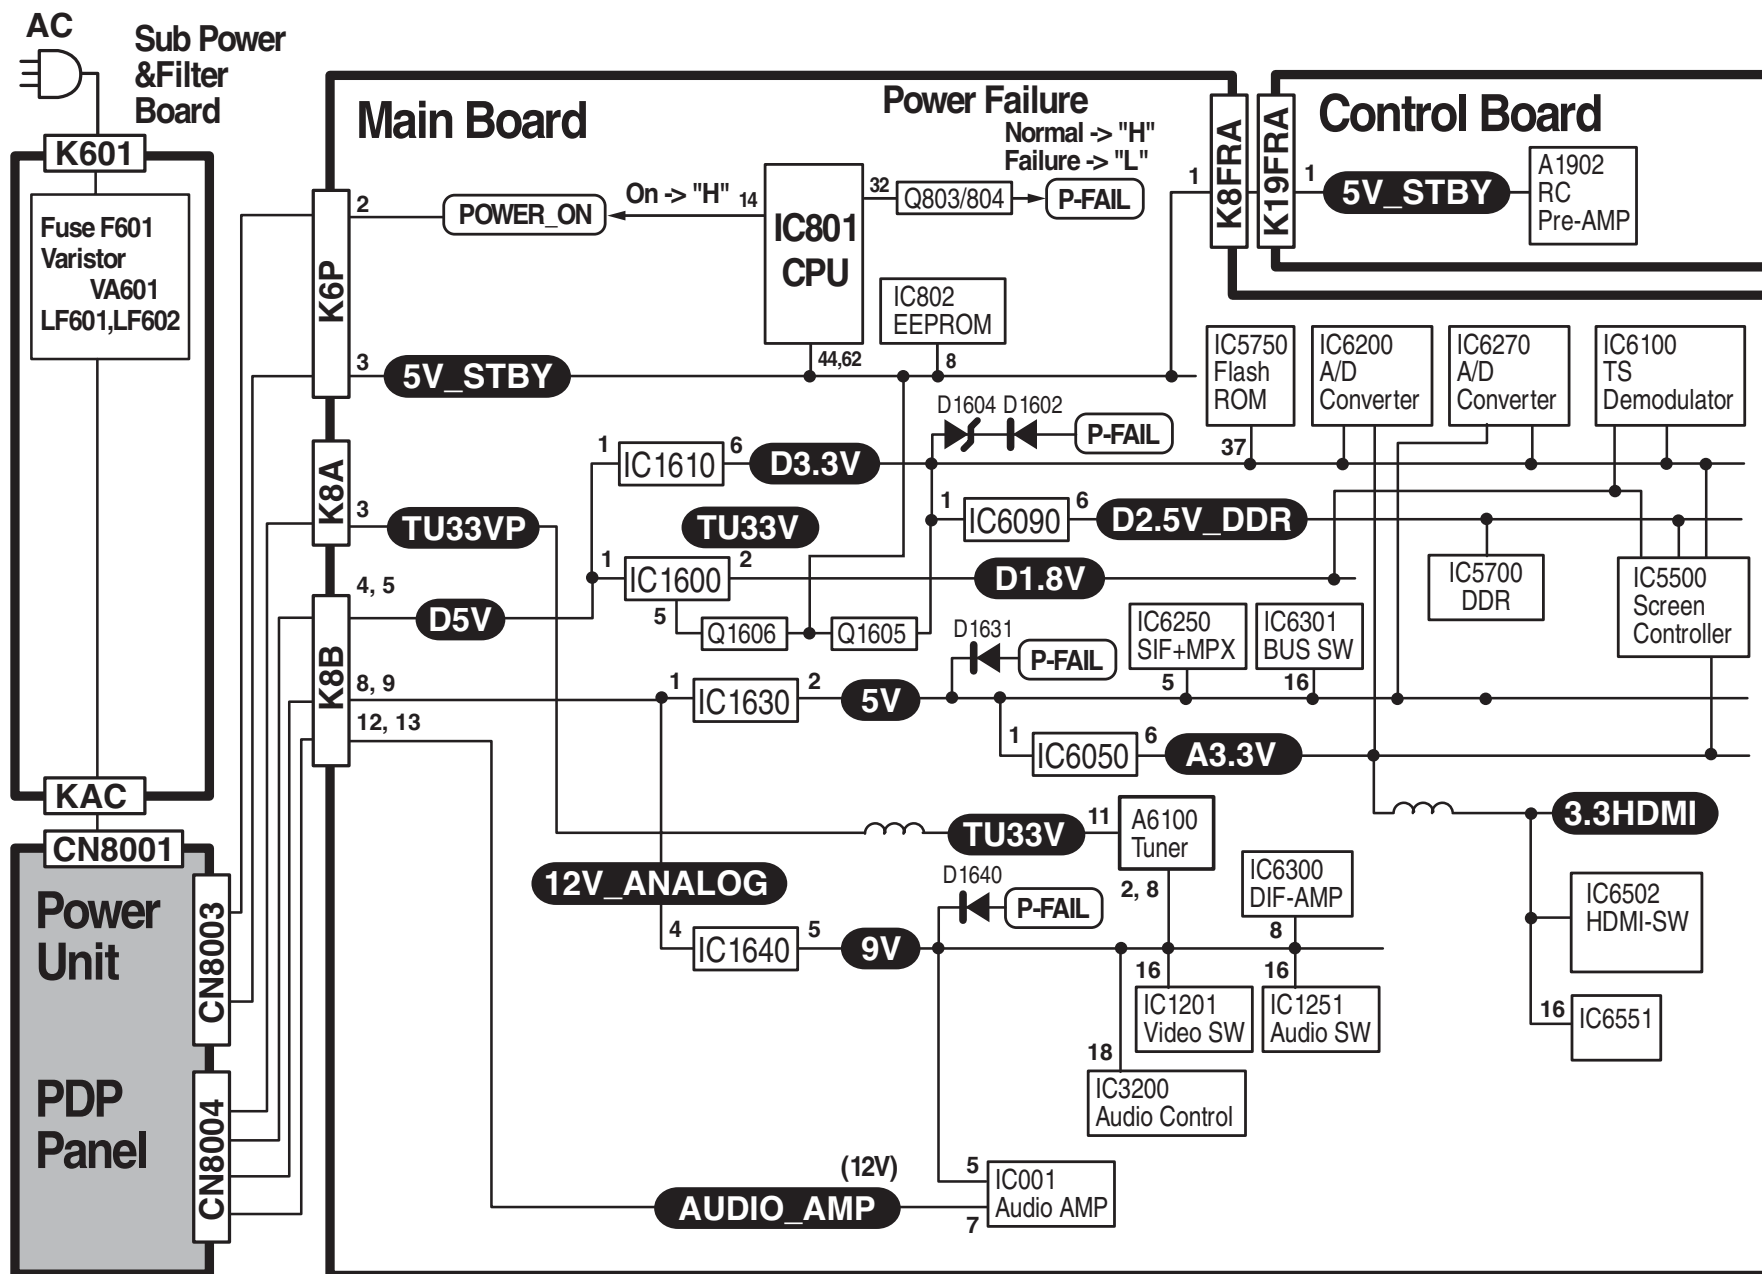 AC
Sub Power
&Filter
Board
K601
Fuse F601
Varistor
VA601
LF601,LF602
KAC
CN8001
Power
Unit
PDP
Panel
CN8003
CN8004
Main Board
K6P
K8A
K8B
2
POWER_ON
On -> "H"
14
IC801
CPU
32
Q803/804
P-FAIL
Power Failure
Normal -> "H"
Failure -> "L"
44,62
IC802
EEPROM
8
3
5V_STBY
1
K8FRA
K19FRA
Control Board
1
5V_STBY
A1902
RC
Pre-AMP
IC5750
Flash
ROM
37
IC6200
A/D
Converter
IC6270
A/D
Converter
IC6100
TS
Demodulator
D1604
D1602
P-FAIL
1
IC1610
6
D3.3V
3
TU33VP
TU33V
1
IC6090
6
D2.5V_DDR
1
IC1600
2
D1.8V
5
Q1606
Q1605
4, 5
D5V
IC5700
DDR
IC5500
Screen
Controller
D1631
P-FAIL
IC6250
SIF+MPX
5
IC6301
BUS SW
16
8, 9
1
IC1630
2
5V
12, 13
1
IC6050
6
A3.3V
3.3HDMI
TU33V
11
A6100
Tuner
2, 8
12V_ANALOG
D1640
P-FAIL
IC6300
DIF-AMP
8
IC6502
HDMI-SW
4
IC1640
5
9V
16
IC1201
Video SW
16
IC1251
Audio SW
16
IC6551
18
IC3200
Audio Control
(12V)
AUDIO_AMP
5
IC001
Audio AMP
7